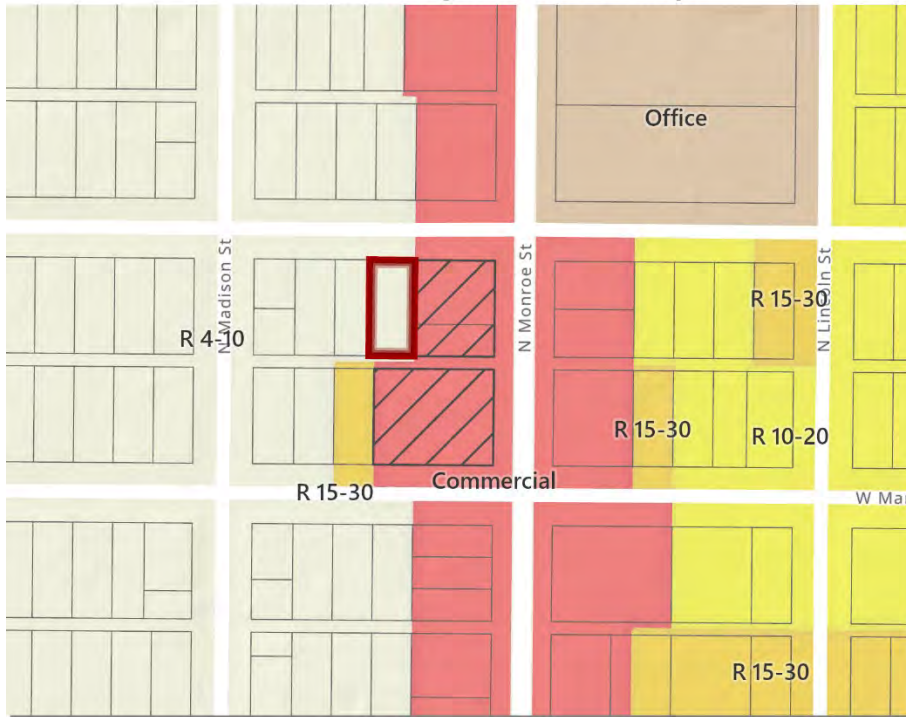 Office
N Madison St
N Monroe St
N Lincoln St
R 15-30
R 4-10
R 15-30
R 10-20
Commercial
R 15-30
W Mar
R 15-30